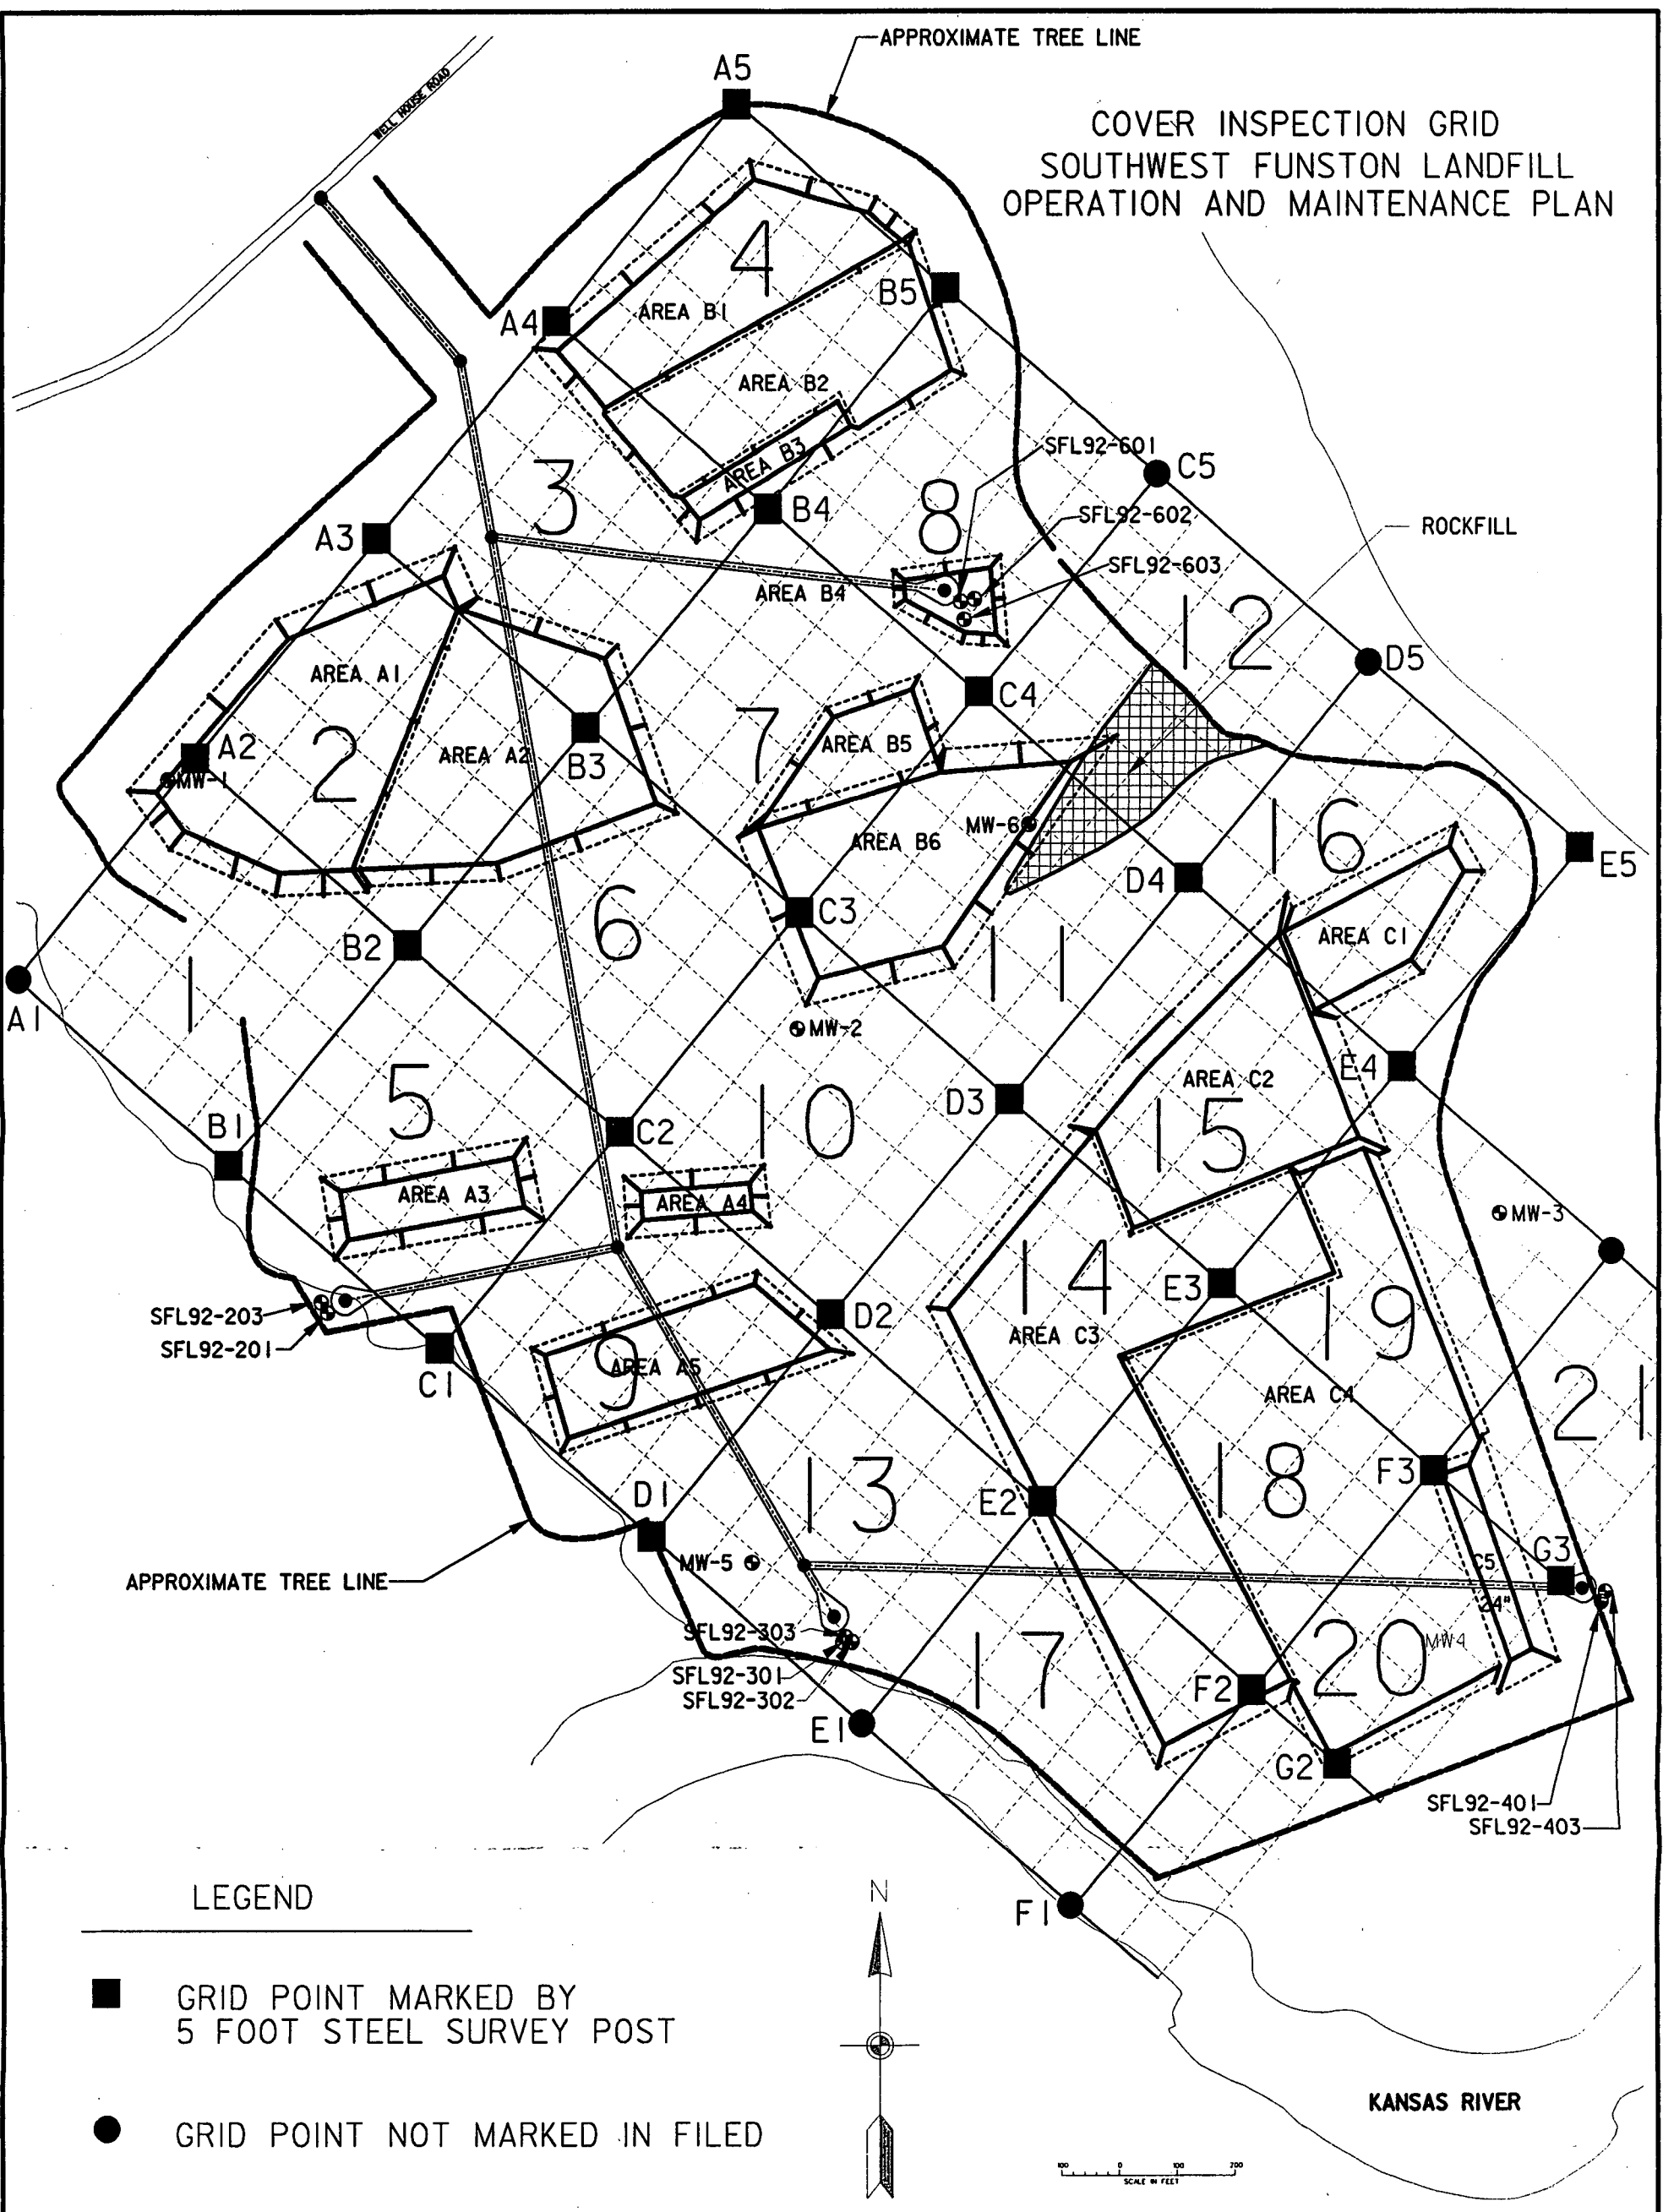 APPROXIMATE TREE LINE
A5
WELL HOUSE ROAD
COVER INSPECTION GRID
SOUTHWEST FUNSTON LANDFILL
OPERATION AND MAINTENANCE PLAN
4
B5
A4
AREA B1
AREA B2
SFL92-601
AREA B3
C5
3
8
B4
SFL92-602
ROCKFILL
A3
SFL92-603
AREA B4
12
D5
AREA A1
C4
7
A2
2
AREA A2
B3
AREA B5
MW-1
MW-6
AREA B6
16
D4
E5
C3
6
B2
AREA C1
1
11
A1
MW-2
E4
AREA C2
5
10
D3
B1
C2
15
AREA A3
AREA A4
MW-3
14
E3
SFL92-203
D2
19
AREA C3
SFL92-201
AREA A5
9
C1
AREA C4
21
F3
13
18
D1
E2
MW-5
C5
G3
APPROXIMATE TREE LINE
24"
SFL92-303
20
MW4
17
SFL92-301
F2
SFL92-302
E1
G2
SFL92-401
SFL92-403
LEGEND
N
F1
GRID POINT MARKED BY
5 FOOT STEEL SURVEY POST
KANSAS RIVER
GRID POINT NOT MARKED IN FILED
100 0 100 200
SCALE IN FEET